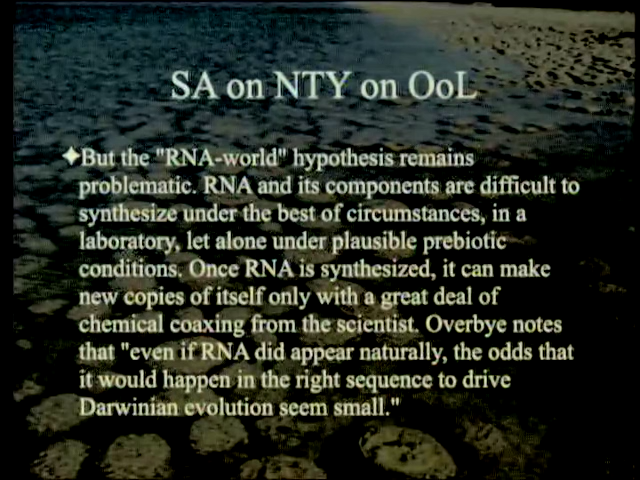 SA on NTY on OoL
✦But the "RNA-world" hypothesis remains
problematic. RNA and its components are difficult to
synthesize under the best of circumstances, in a
laboratory, let alone under plausible prebiotic
conditions. Once RNA is synthesized, it can make
new copies of itself only with a great deal of
chemical coaxing from the scientist. Overbye notes
that "even if RNA did appear naturally, the odds that
it would happen in the right sequence to drive
Darwinian evolution seem small."